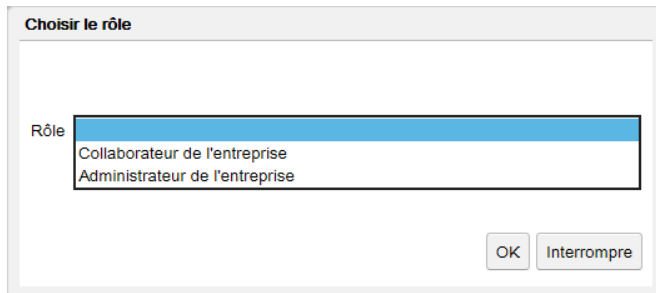 Choisir le rôle
Rôle
Collaborateur de l'entreprise
Administrateur de l'entreprise
OK Interrompre